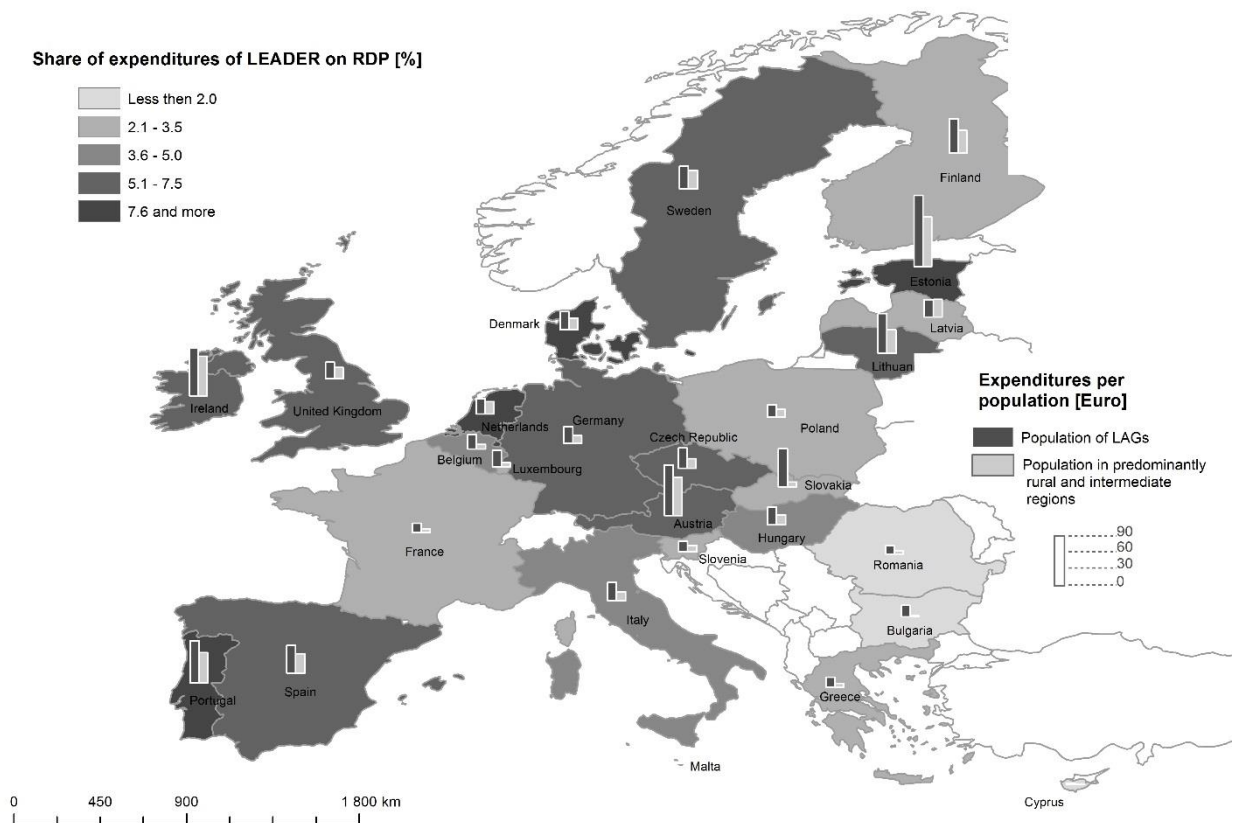 Share of expenditures of LEADER on RDP [%]
Less then 2.0
2.1 - 3.5
3.6 - 5.0
5.1 - 7.5
7.6 and more
Finland
Sweden
Estonia
Denmark
Latvia
Lithuan
Ireland
United Kingdom
Netherlands
Germany
Poland
Czech Republic
Belgium
Luxembourg
Slovakia
Austria
Hungary
France
Slovenia
Romania
Italy
Bulgaria
Portugal
Spain
Greece
Malta
Cyprus
Expenditures per
population [Euro]
Population of LAGs
Population in predominantly
rural and intermediate
regions
90
60
30
0
0 450 900 1 800 km